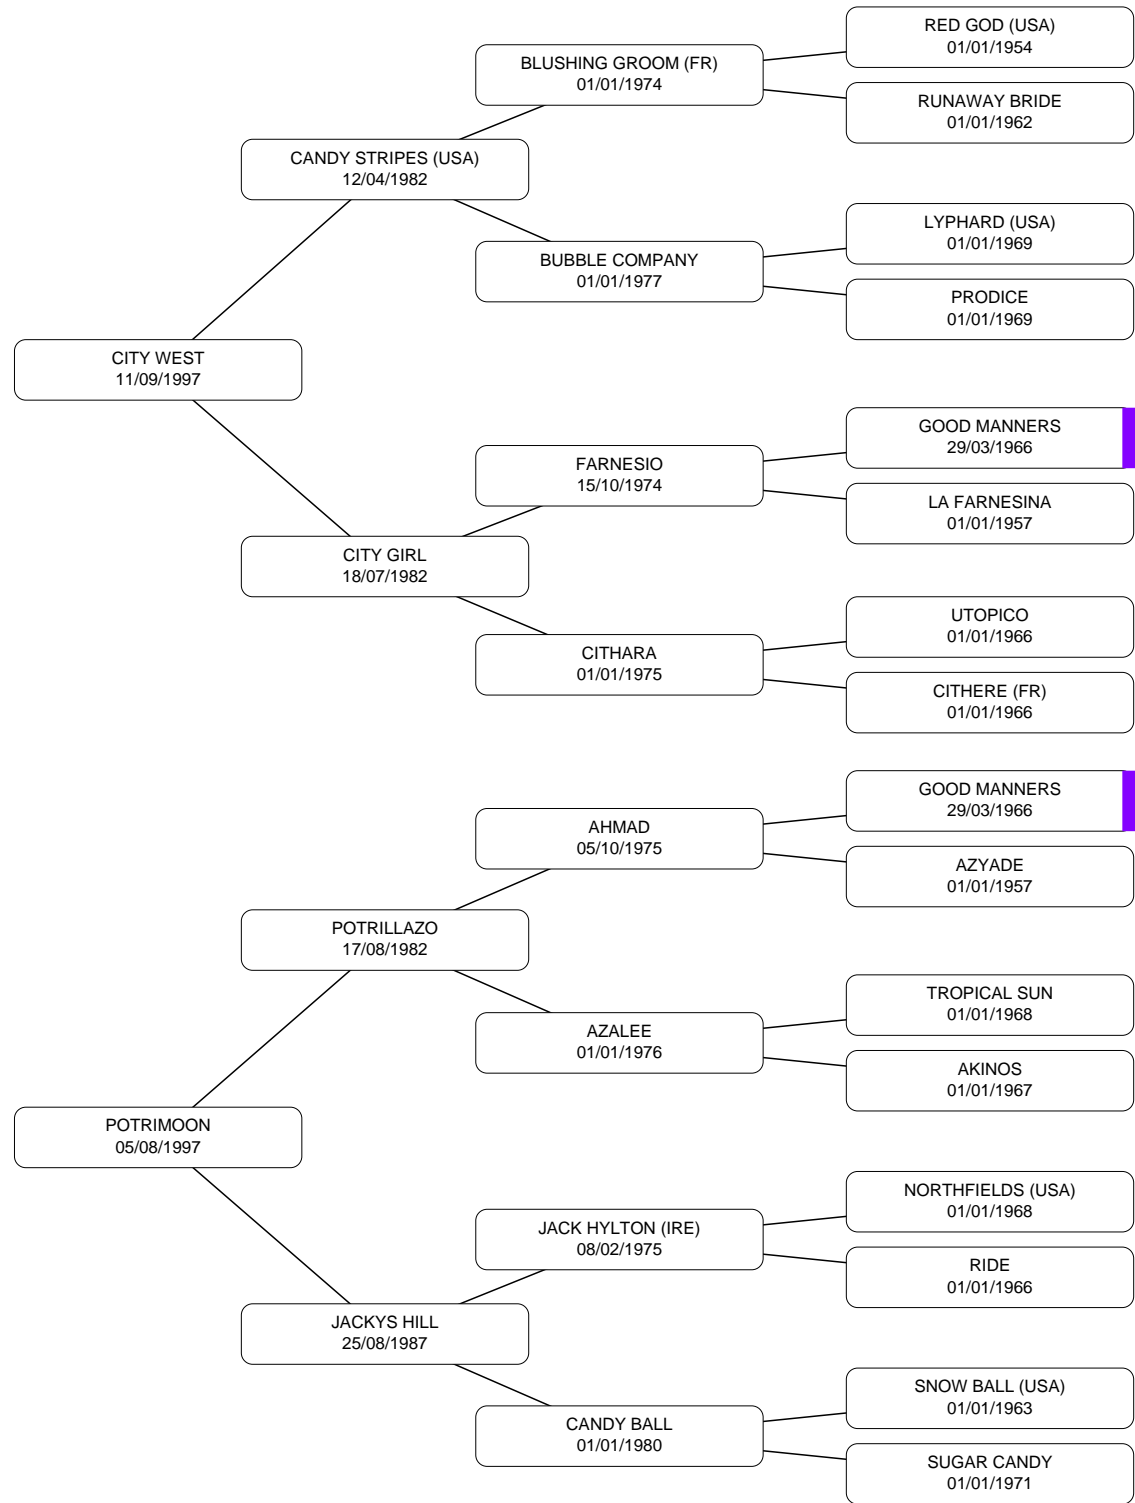 RED GOD (USA)
01/01/1954
BLUSHING GROOM (FR)
01/01/1974
RUNAWAY BRIDE
01/01/1962
CANDY STRIPES (USA)
12/04/1982
LYPHARD (USA)
01/01/1969
BUBBLE COMPANY
01/01/1977
PRODICE
01/01/1969
CITY WEST
11/09/1997
GOOD MANNERS
29/03/1966
FARNESIO
15/10/1974
LA FARNESINA
01/01/1957
CITY GIRL
18/07/1982
UTOPICO
01/01/1966
CITHARA
01/01/1975
CITHERE (FR)
01/01/1966
GOOD MANNERS
29/03/1966
AHMAD
05/10/1975
AZYADE
01/01/1957
POTRILLAZO
17/08/1982
TROPICAL SUN
01/01/1968
AZALEE
01/01/1976
AKINOS
01/01/1967
POTRIMOON
05/08/1997
NORTHFIELDS (USA)
01/01/1968
JACK HYLTON (IRE)
08/02/1975
RIDE
01/01/1966
JACKYS HILL
25/08/1987
SNOW BALL (USA)
01/01/1963
CANDY BALL
01/01/1980
SUGAR CANDY
01/01/1971